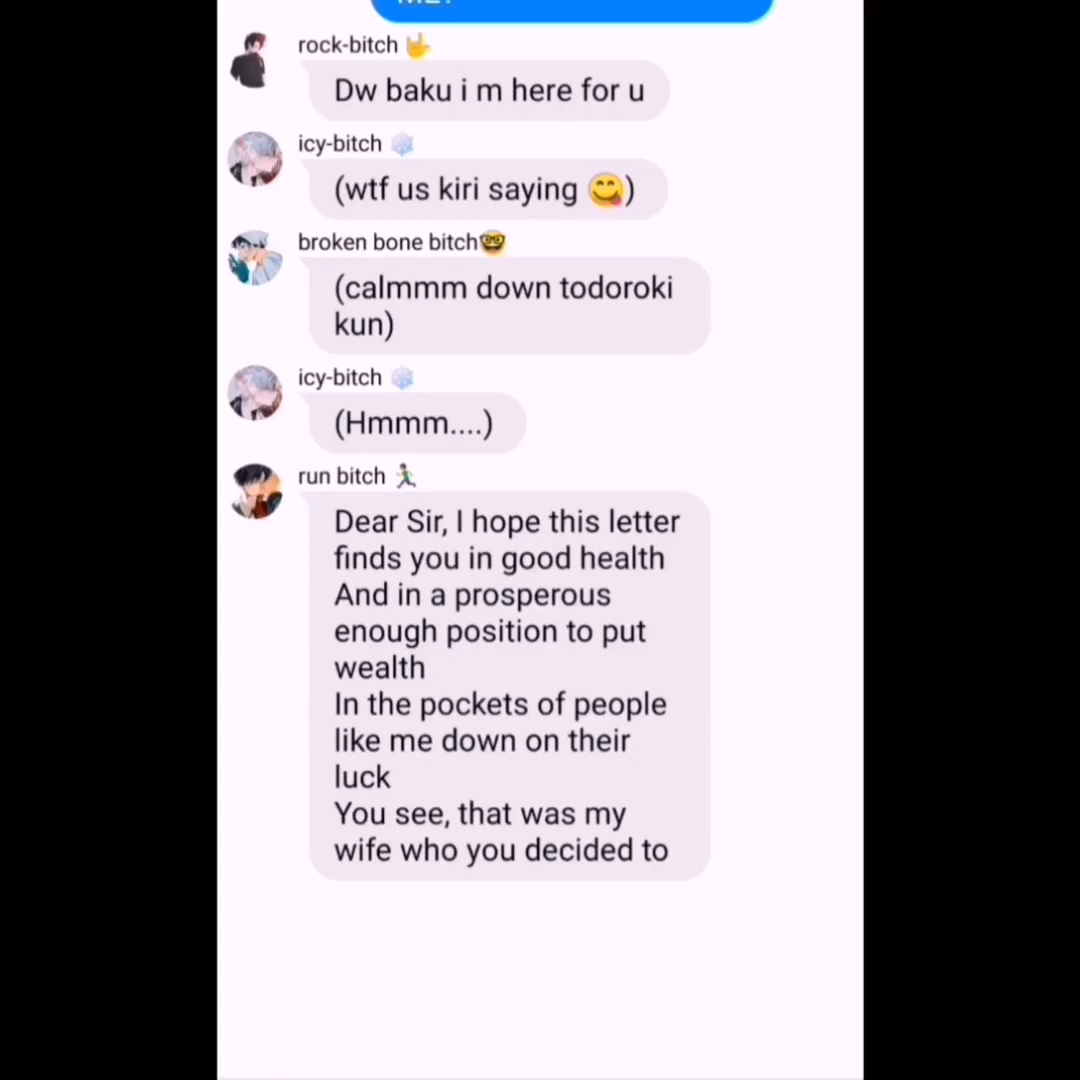 rock-bitch 🤟
Dw baku i m here for u
icy-bitch ❄️
(wtf us kiri saying 😋)
broken bone bitch🤓
(calmmm down todoroki
kun)
icy-bitch ❄️
(Hmmm....)
run bitch 🏃🏻‍♂️
Dear Sir, I hope this letter
finds you in good health
And in a prosperous
enough position to put
wealth
In the pockets of people
like me down on their
luck
You see, that was my
wife who you decided to